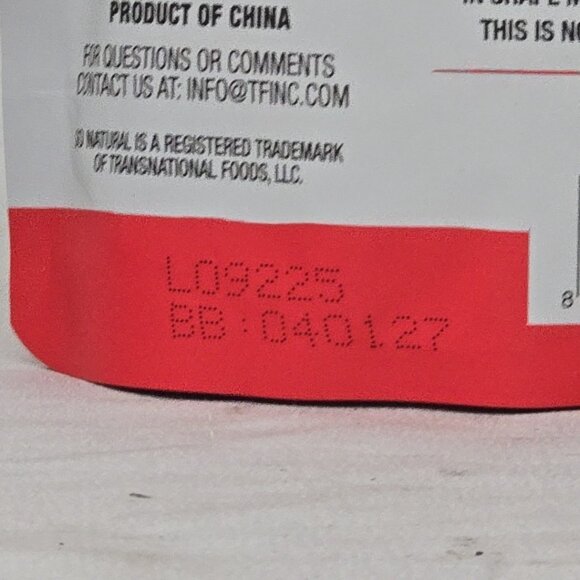 PRODUCT OF CHINA
FOR QUESTIONS OR COMMENTS
CONTACT US AT: INFO@TFINC.COM
NATURAL IS A REGISTERED TRADEMARK
OF TRANSNATIONAL FOODS, LLC.
THIS IS
8
L09225
BB:040127